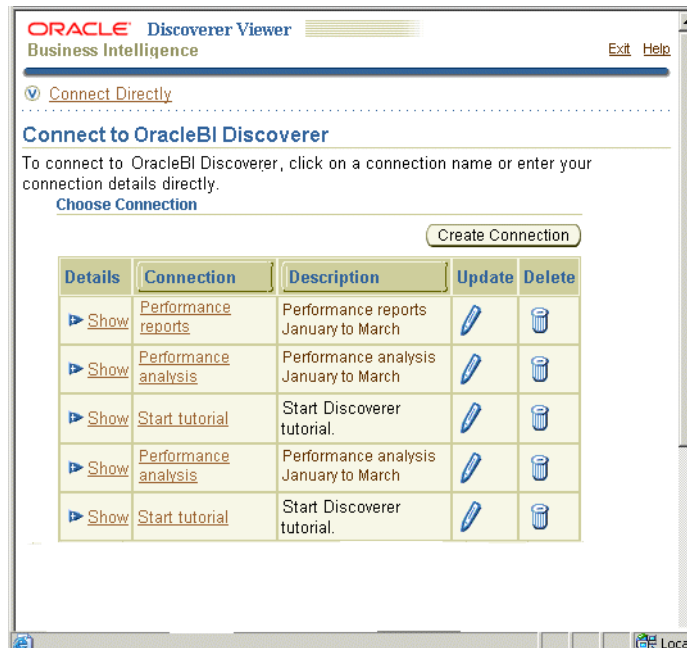 ORACLE Discoverer Viewer
Business Intelligence
Exit Help
Connect Directly
Connect to OracleBI Discoverer
To connect to OracleBI Discoverer, click on a connection name or enter your
connection details directly.
Choose Connection
Create Connection
Details Connection Description Update Delete
Show Performance reports Performance reports January to March
Show Performance analysis Performance analysis January to March
Show Start tutorial Start Discoverer tutorial.
Show Performance analysis Performance analysis January to March
Show Start tutorial Start Discoverer tutorial.
Loca